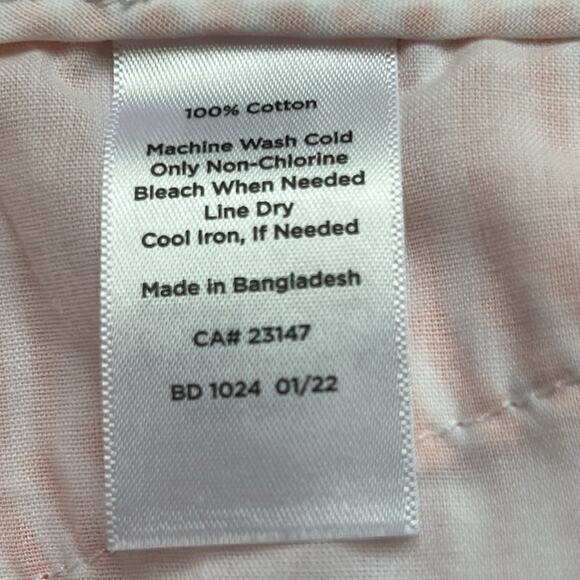 100% Cotton
Machine Wash Cold
Only Non-Chlorine
Bleach When Needed
Line Dry
Cool Iron, If Needed
Made in Bangladesh
CA# 23147
BD 1024 01/22